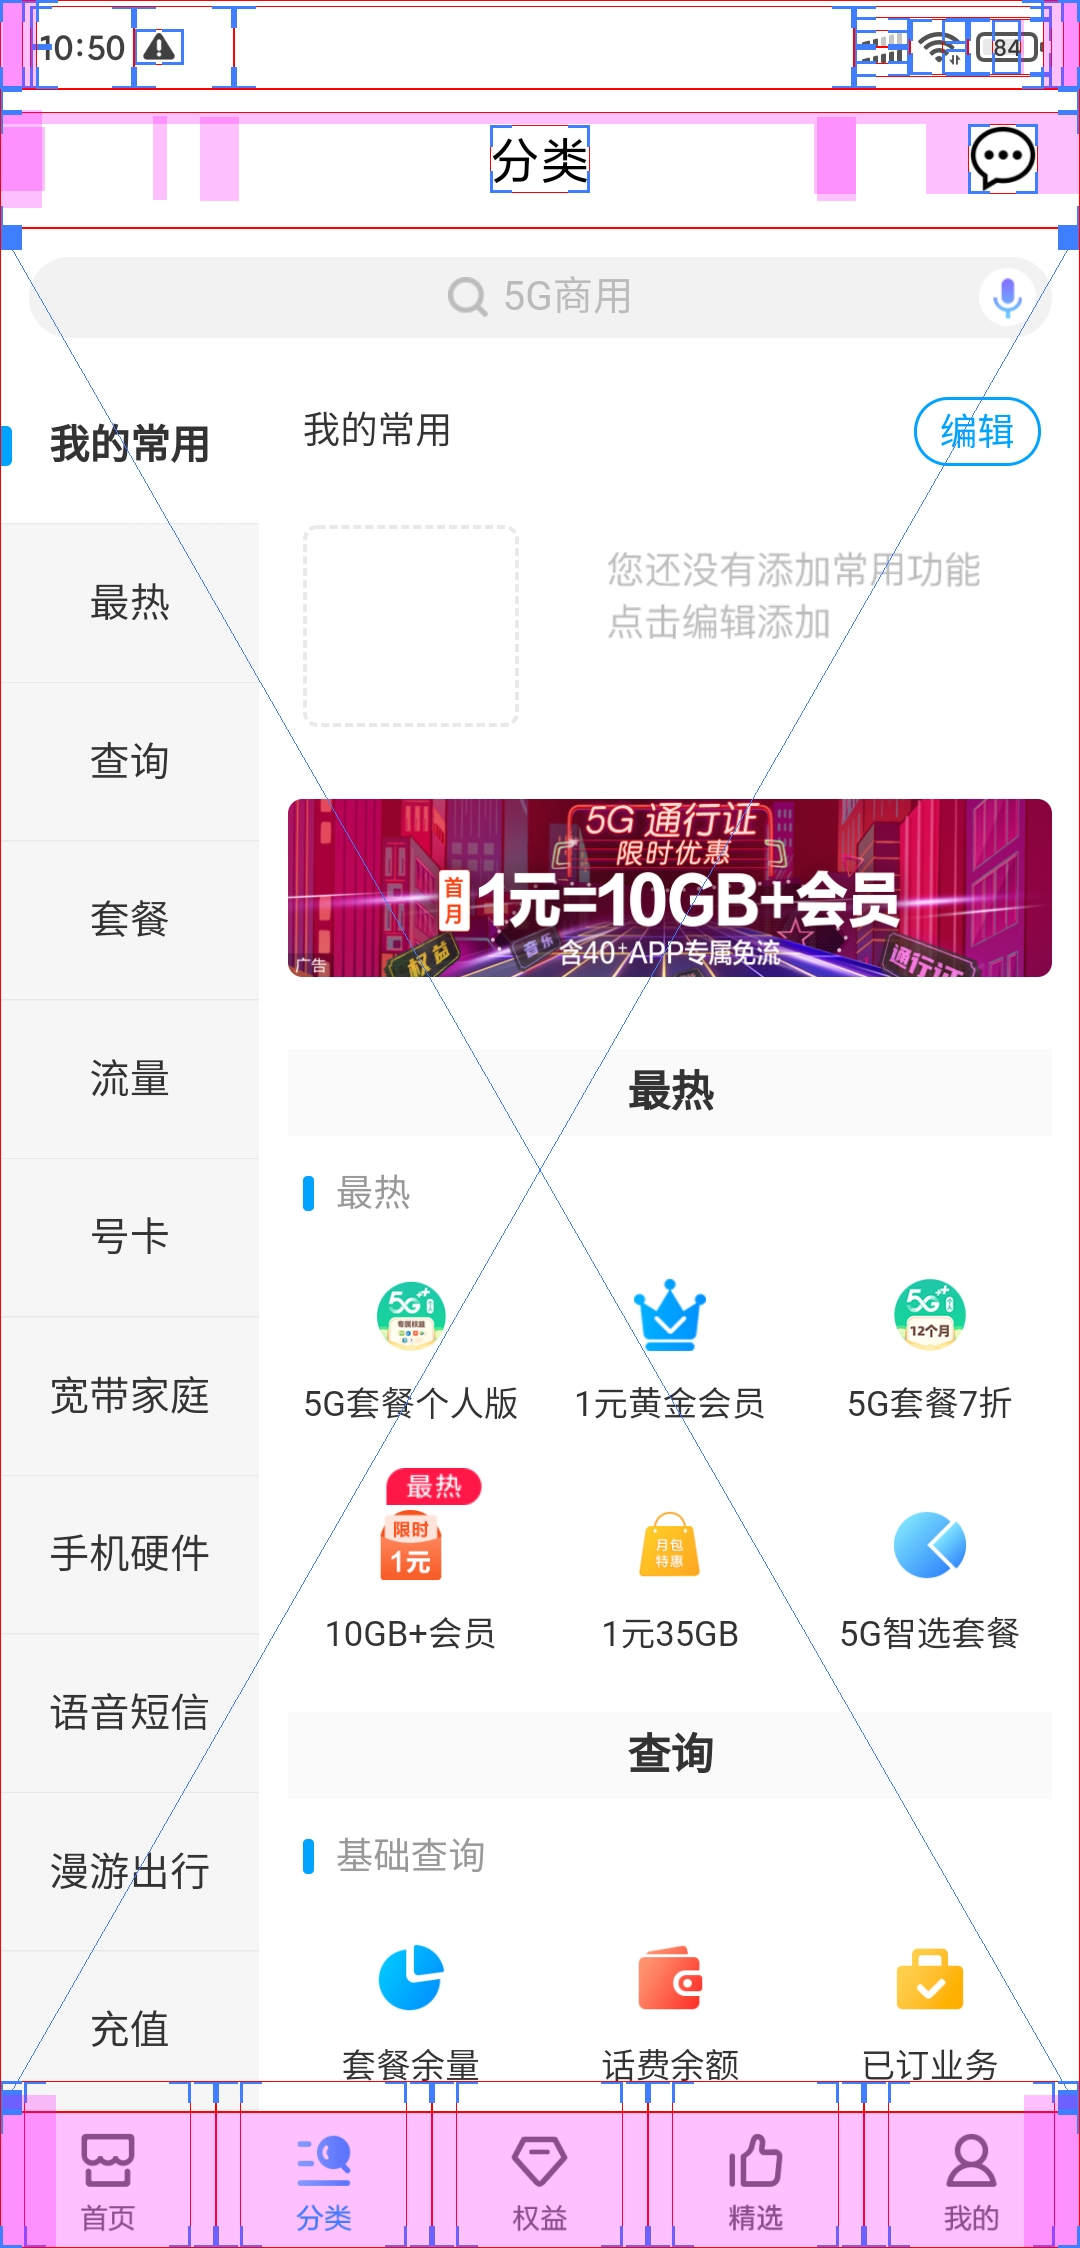 10:50
84
分类
5G商用
我的常用
我的常用
编辑
最热
您还没有添加常用功能
点击编辑添加
查询
套餐
5G 通行证
限时优惠
首月
1元=10GB+会员
含40+APP专属免流
权益
音乐
通行证
广告
流量
最热
号卡
最热
宽带家庭
5G
专属权益
5G
12个月
5G套餐个人版
1元黄金会员
5G套餐7折
手机硬件
最热
限时
1元
月包
特惠
10GB+会员
1元35GB
5G智选套餐
语音短信
查询
漫游出行
基础查询
充值
套餐余量
话费余额
已订业务
首页
分类
权益
精选
我的